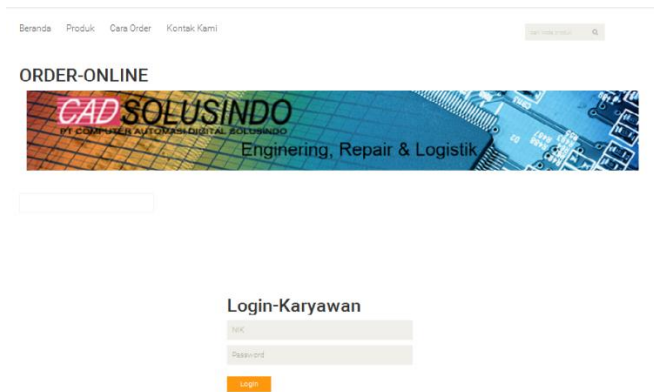 Beranda Produk Cara Order Kontak Kami
ORDER-ONLINE
CAD SOLUSINDO
PT COMPUTER AUTOMASI DIGITAL SOLUSINDO
Enginering, Repair & Logistik
Login-Karyawan
NIK
Password
Login